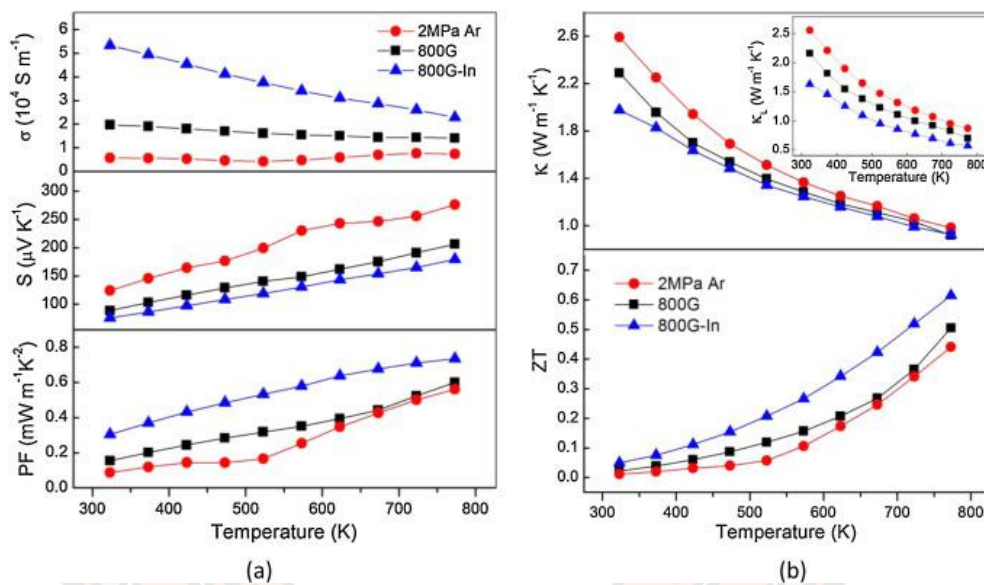 6
5
4
3
2
1
0
σ (10⁴ S m⁻¹)
2MPa Ar
800G
800G-In
300
250
200
150
100
S (μV K⁻¹)
0.8
0.6
0.4
0.2
0.0
PF (mW m⁻¹K⁻²)
300 400 500 600 700 800
Temperature (K)
(a)
2.6
2.2
1.8
1.4
1.0
κ (W m⁻¹ K⁻¹)
2.5
2.0
1.5
1.0
0.5
κL (W m⁻¹ K⁻¹)
300 400 500 600 700 800
Temperature (K)
0.7
0.6
0.5
0.4
0.3
0.2
0.1
0.0
ZT
2MPa Ar
800G
800G-In
300 400 500 600 700 800
Temperature (K)
(b)